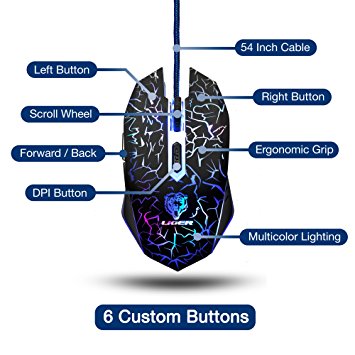 54 Inch Cable
Left Button
Right Button
Scroll Wheel
Forward / Back
Ergonomic Grip
DPI Button
LIGER
Multicolor Lighting
6 Custom Buttons